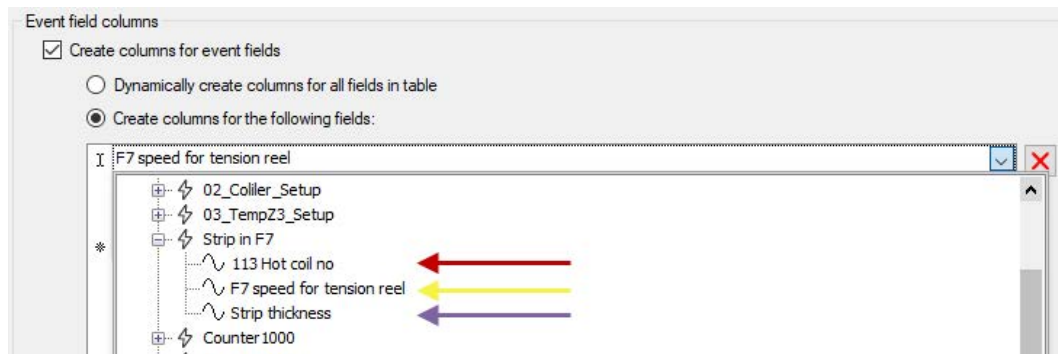 Event field columns
Create columns for event fields
Dynamically create columns for all fields in table
Create columns for the following fields:
F7 speed for tension reel
02_Coliler_Setup
03_TempZ3_Setup
Strip in F7
113 Hot coil no
F7 speed for tension reel
Strip thickness
Counter1000